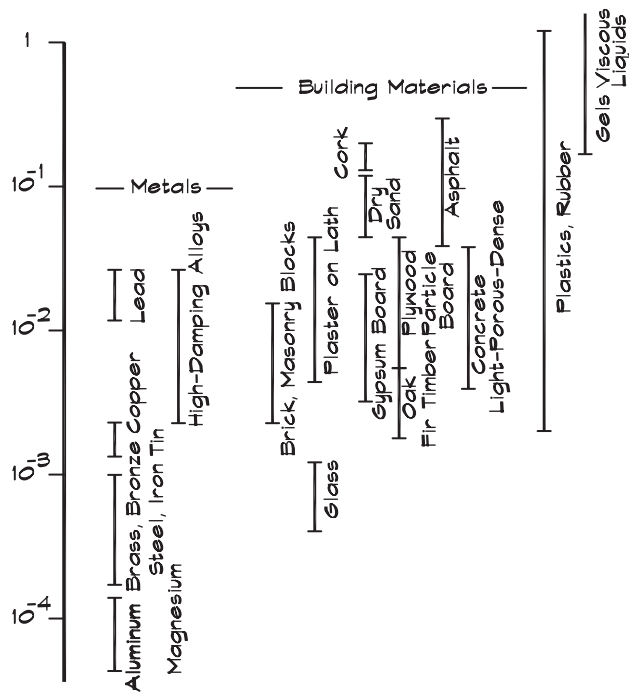 1
10-1
10-2
10-3
10-4
Metals
Building Materials
Aluminum Brass, Bronze Copper
Lead
Magnesium
Steel, Iron Tin
High-Damping Alloys
Brick, Masonry Blocks
Glass
Plaster on Lath
Cork
Dry
Sand
Gypsum Board
Oak
Plywood
Fir Timber Particle
Board
Asphalt
Concrete
Light-Porous-Dense
Plastics, Rubber
Gels Viscous
Liquids